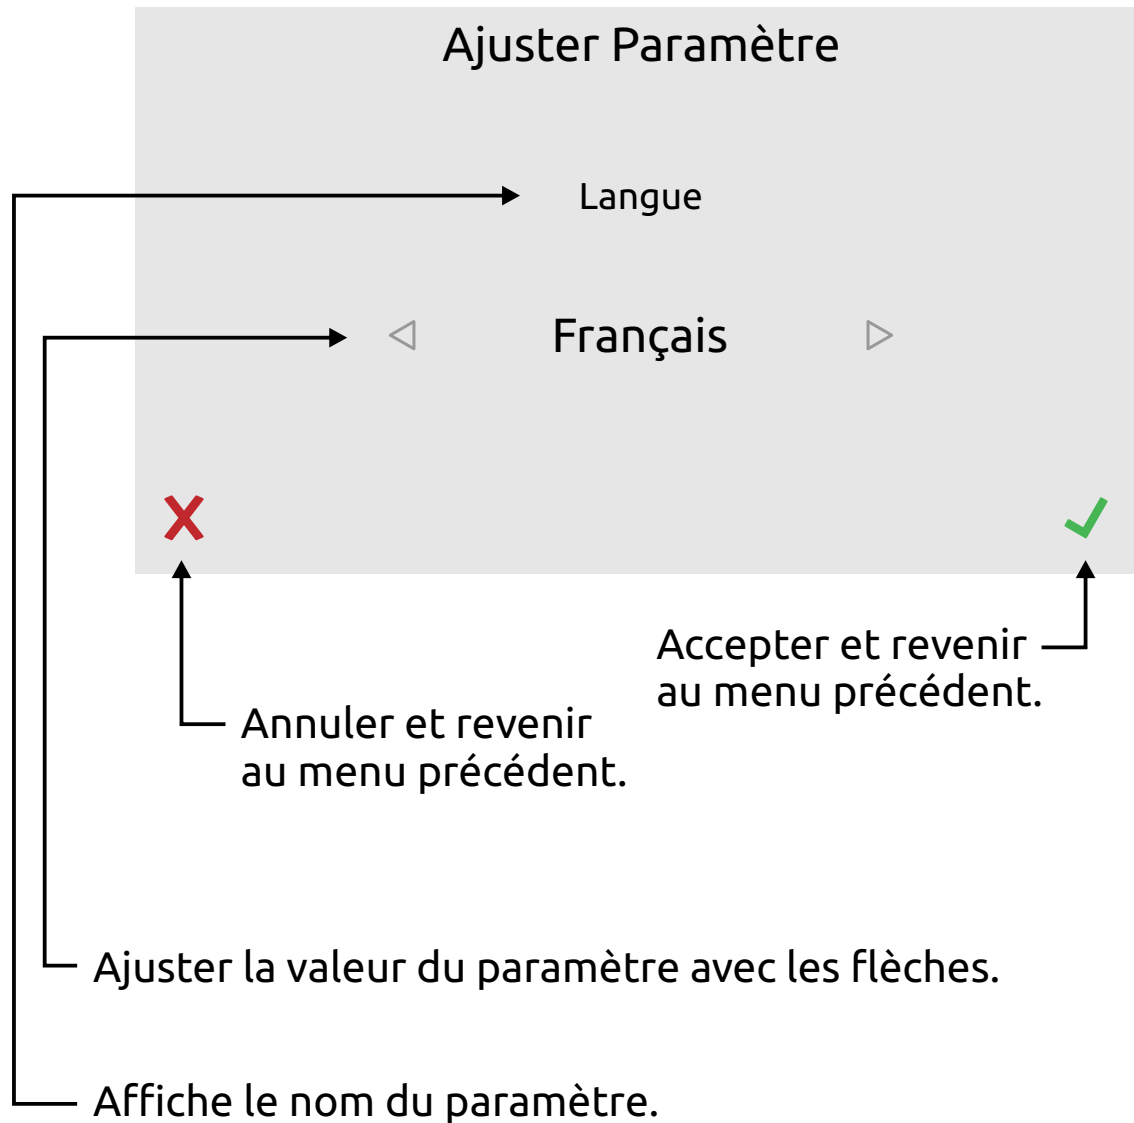 Ajuster Paramètre
Langue
Français
Accepter et revenir
au menu précédent.
Annuler et revenir
au menu précédent.
Ajuster la valeur du paramètre avec les flèches.
Affiche le nom du paramètre.